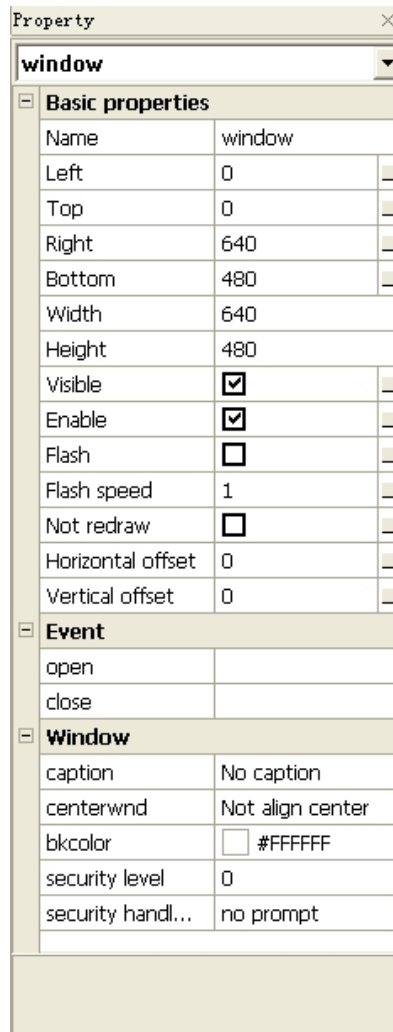 Property
window
Basic properties
Name window
Left 0
Top 0
Right 640
Bottom 480
Width 640
Height 480
Visible
Enable
Flash
Flash speed 1
Not redraw
Horizontal offset 0
Vertical offset 0
Event
open
close
Window
caption No caption
centerwnd Not align center
bkcolor #FFFFFF
security level 0
security handl... no prompt